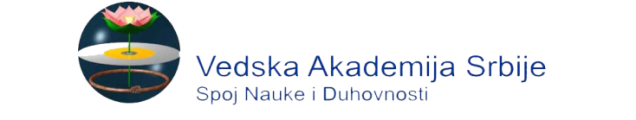 Vedska Akademija Srbije
Spoj Nauke i Duhovnosti